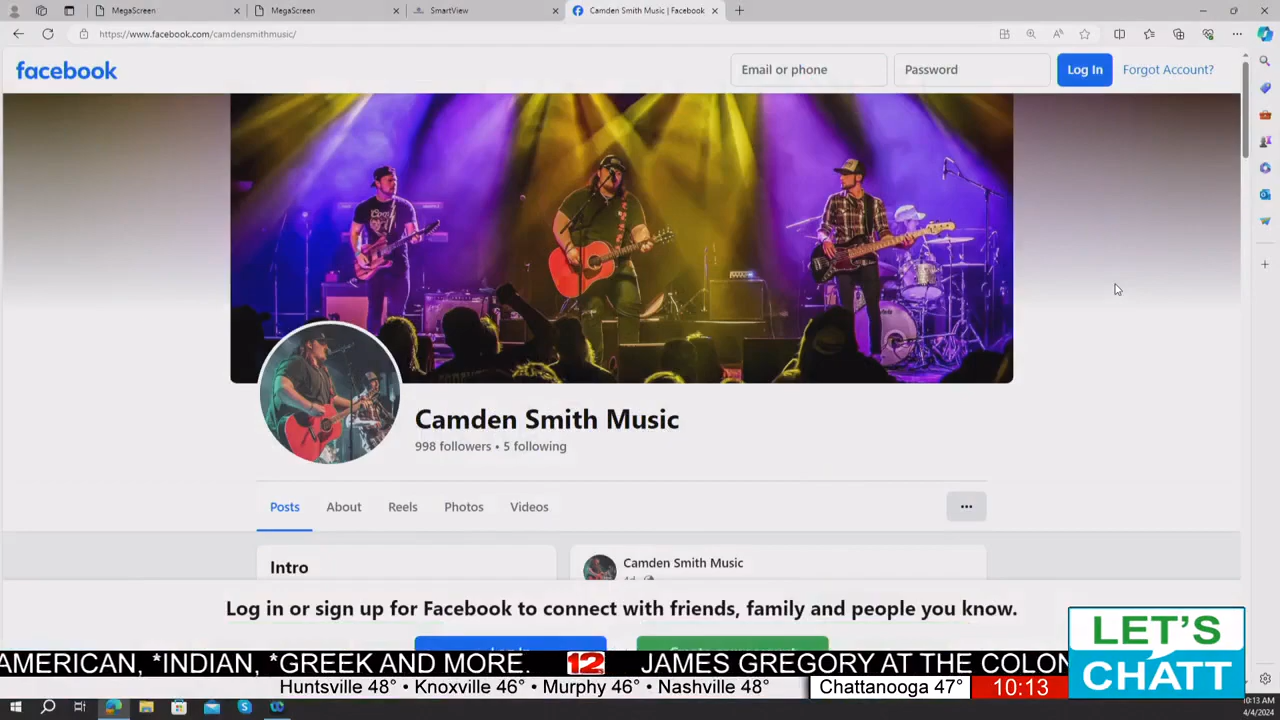 MegaScreen
MegaScreen
SmartView
Camden Smith Music | Facebook
https://www.facebook.com/camdensmithmusic/
facebook
Email or phone
Password
Log In
Forgot Account?
Camden Smith Music
998 followers • 5 following
Posts
About
Reels
Photos
Videos
Intro
Camden Smith Music
Log in or sign up for Facebook to connect with friends, family and people you know.
LET'S
CHATT
AMERICAN, *INDIAN, *GREEK AND MORE. 12 JAMES GREGORY AT THE COLON
Huntsville 48° • Knoxville 46° • Murphy 46° • Nashville 48°
Chattanooga 47°
10:13
10:13 AM
4/4/2024